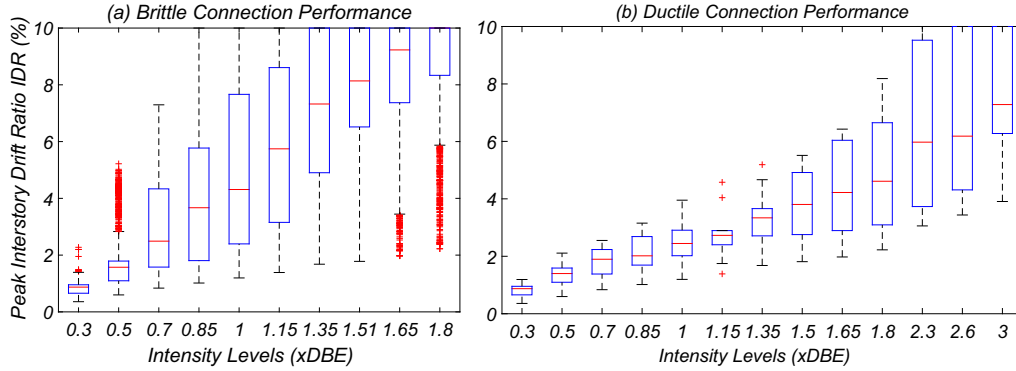 (a) Brittle Connection Performance
Peak Interstory Drift Ratio IDR (%)
10
8
6
4
2
0
0.3 0.5 0.7 0.85 1 1.15 1.35 1.51 1.65 1.8
Intensity Levels (xDBE)
(b) Ductile Connection Performance
10
8
6
4
2
0
0.3 0.5 0.7 0.85 1 1.15 1.35 1.5 1.65 1.8 2.3 2.6 3
Intensity Levels (xDBE)